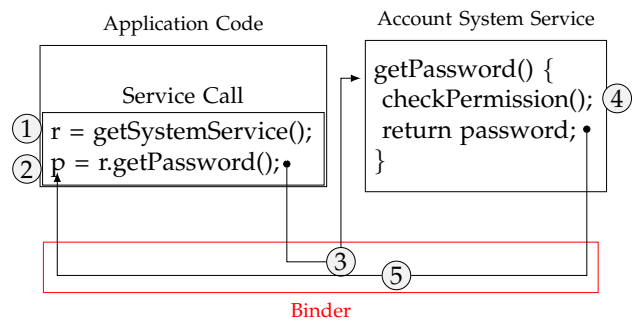 Application Code
Service Call
1 r = getSystemService();
2 p = r.getPassword();
Account System Service
getPassword() {
checkPermission(); 4
return password;
}
3
5
Binder